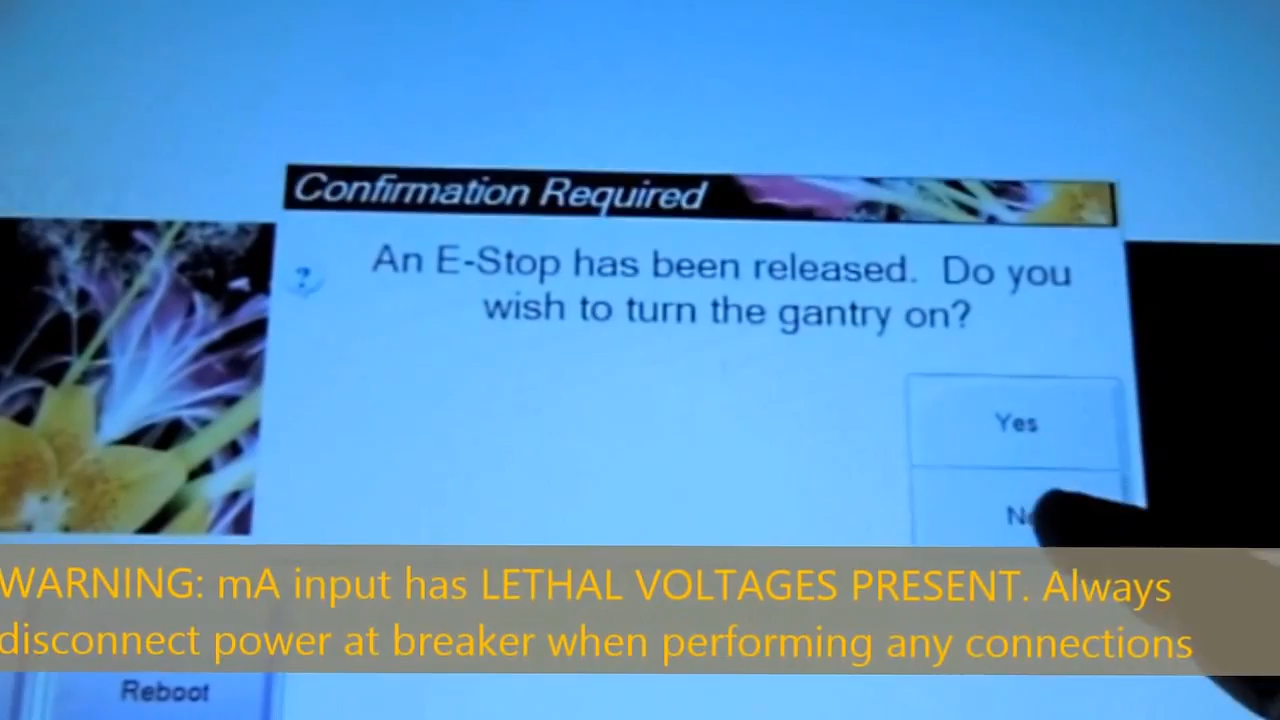 Confirmation Required
An E-Stop has been released. Do you
wish to turn the gantry on?
?
Yes
No
WARNING: mA input has LETHAL VOLTAGES PRESENT. Always
disconnect power at breaker when performing any connections
Reboot